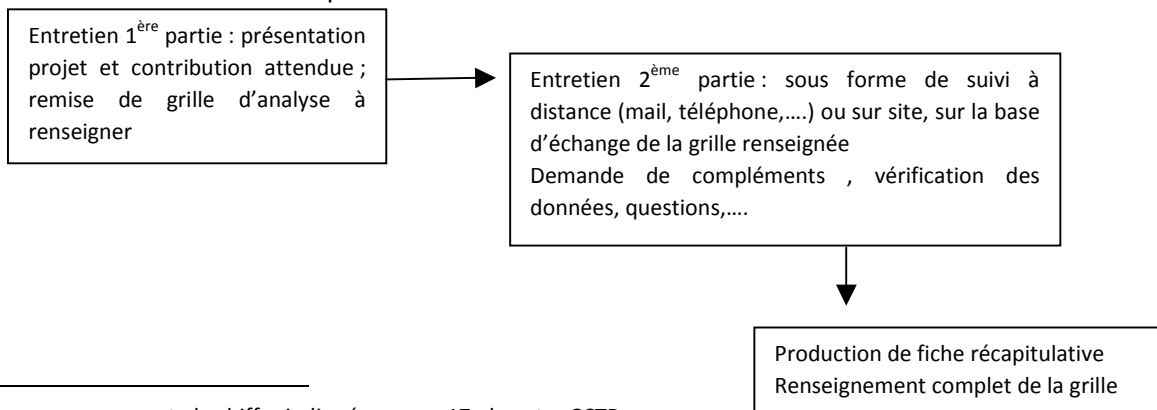 Entretien 1ère partie : présentation
projet et contribution attendue ;
remise de grille d'analyse à
renseigner
Entretien 2ème partie : sous forme de suivi à
distance (mail, téléphone,….) ou sur site, sur la base
d'échange de la grille renseignée
Demande de compléments , vérification des
données, questions,….
Production de fiche récapitulative
Renseignement complet de la grille